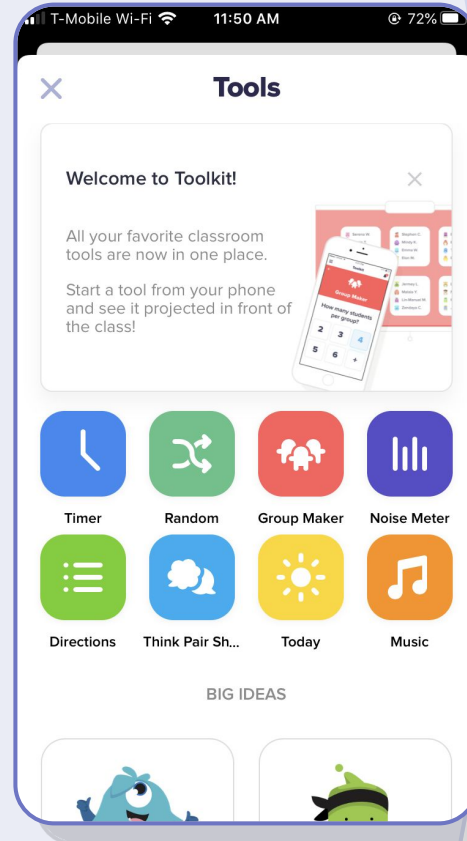 T-Mobile Wi-Fi 11:50 AM 72%
Tools
Welcome to Toolkit!
All your favorite classroom
tools are now in one place.
Start a tool from your phone
and see it projected in front of
the class!
Toolkit
Group Maker
How many students
per group?
2 3 4
5 6 +
Timer Random Group Maker Noise Meter
Directions Think Pair Sh... Today Music
BIG IDEAS